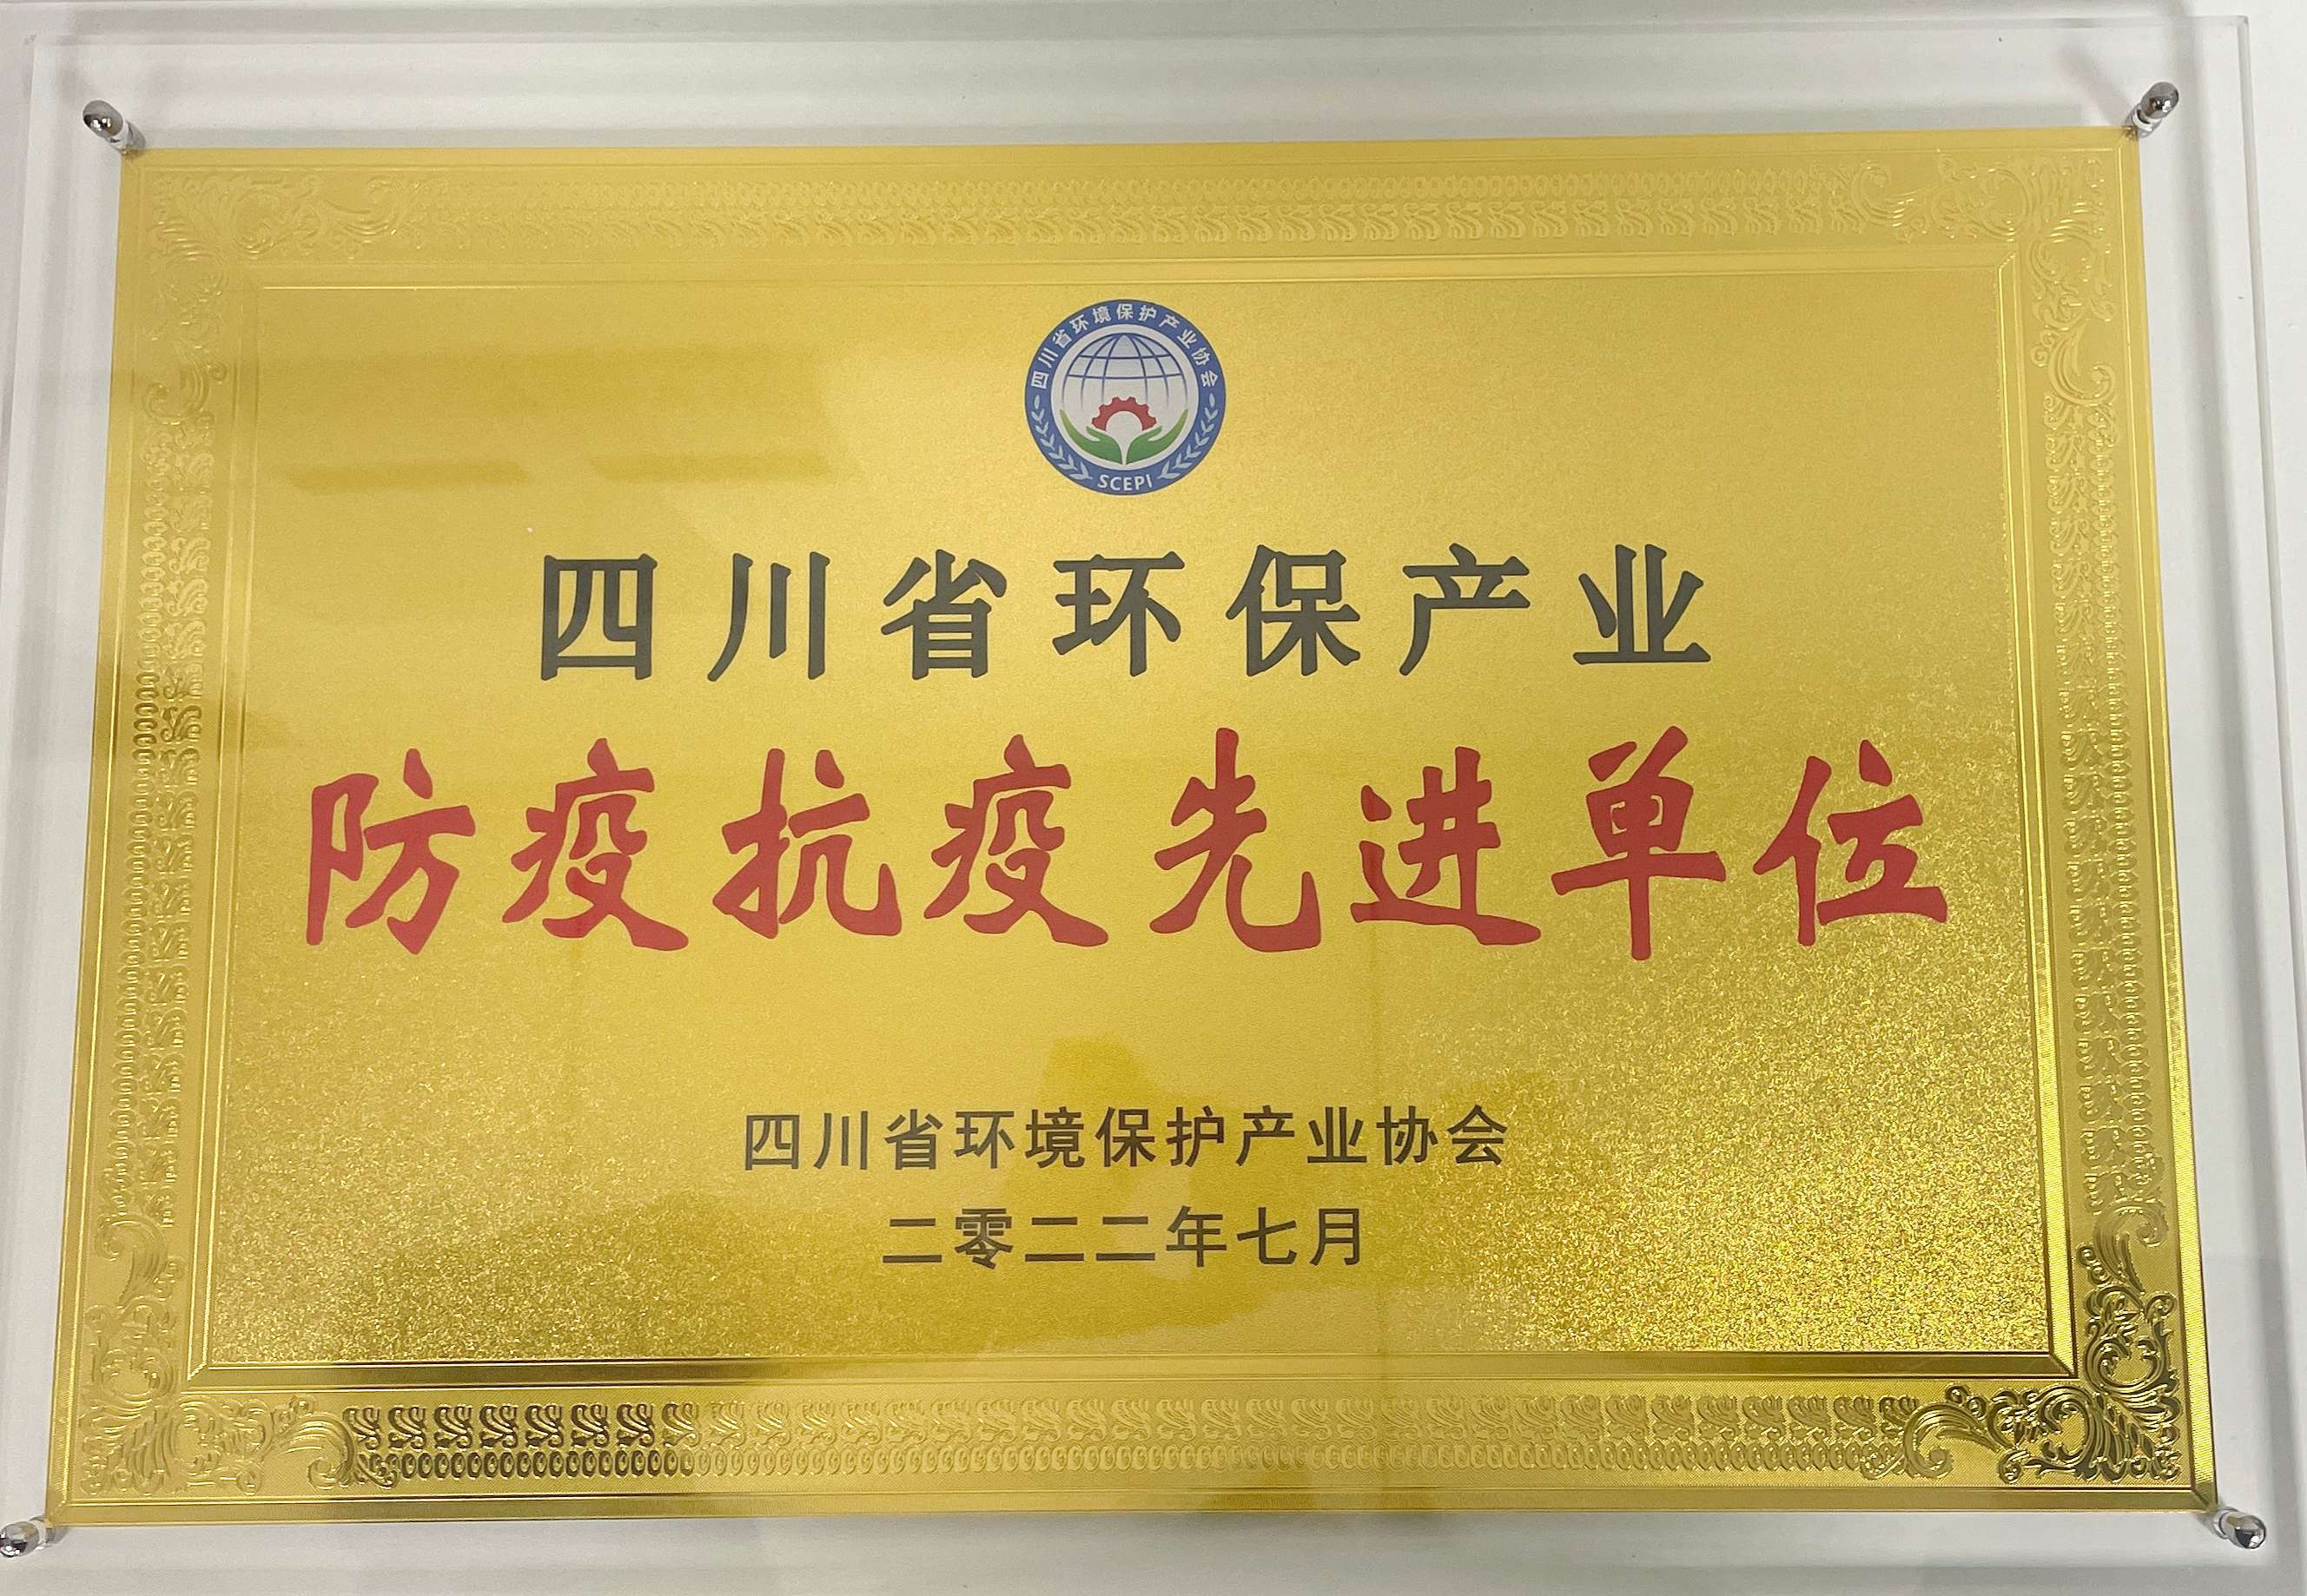 四川省环境保护产业协会
SCEPI
四川省环保产业
防疫抗疫先进单位
四川省环境保护产业协会
二零二二年七月